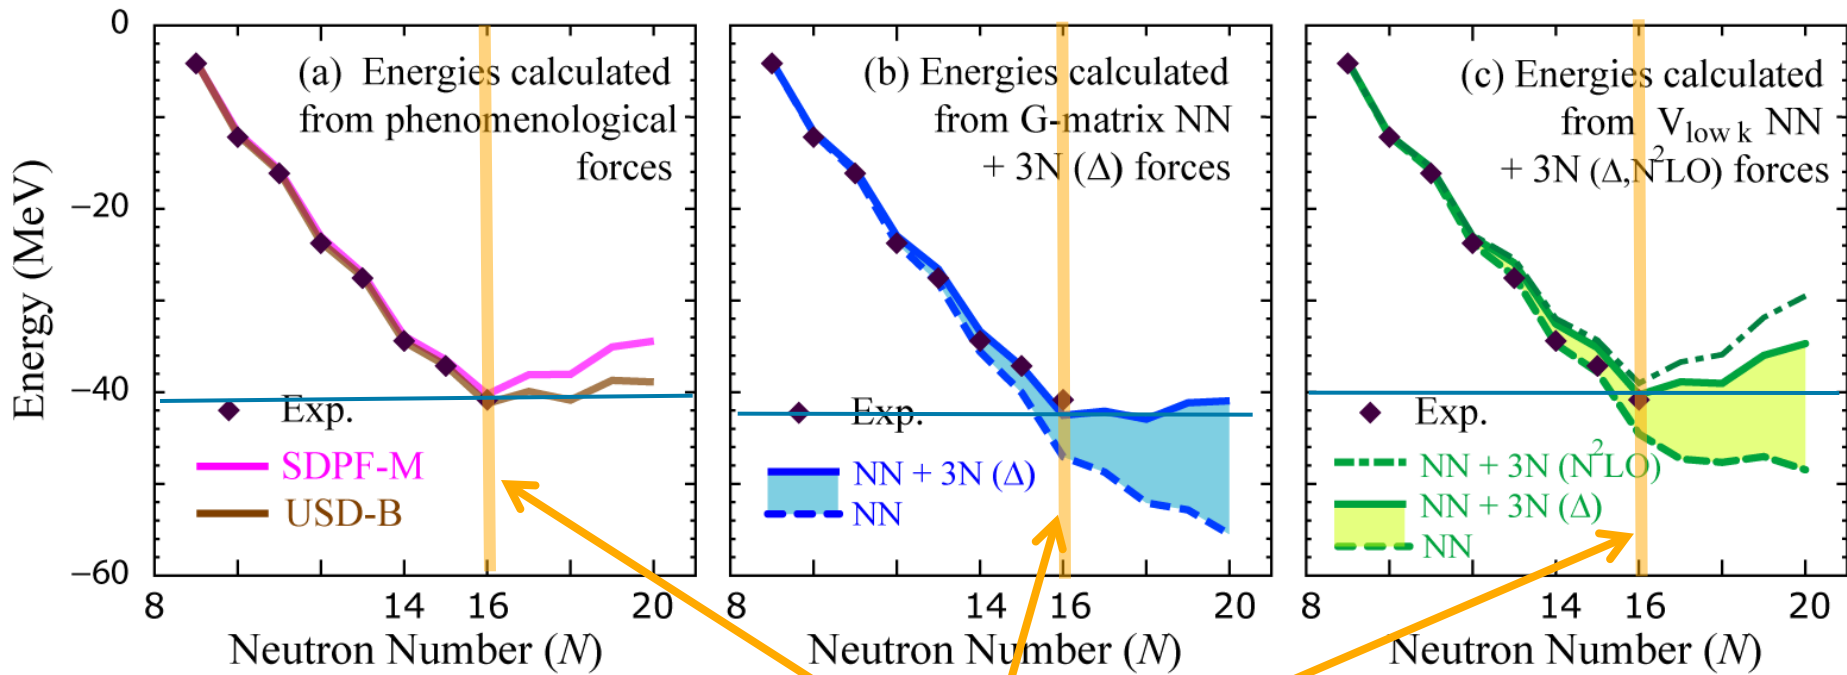 0
−20
−40
−60
Energy (MeV)
(a) Energies calculated
from phenomenological
forces
Exp.
SDPF-M
USD-B
8
14
16
20
Neutron Number (N)
(b) Energies calculated
from G-matrix NN
+ 3N (Δ) forces
Exp.
NN + 3N (Δ)
NN
8
14
16
20
Neutron Number (N)
(c) Energies calculated
from V low k NN
+ 3N (Δ,N²LO) forces
Exp.
NN + 3N (N²LO)
NN + 3N (Δ)
NN
8
14
16
20
Neutron Number (N)